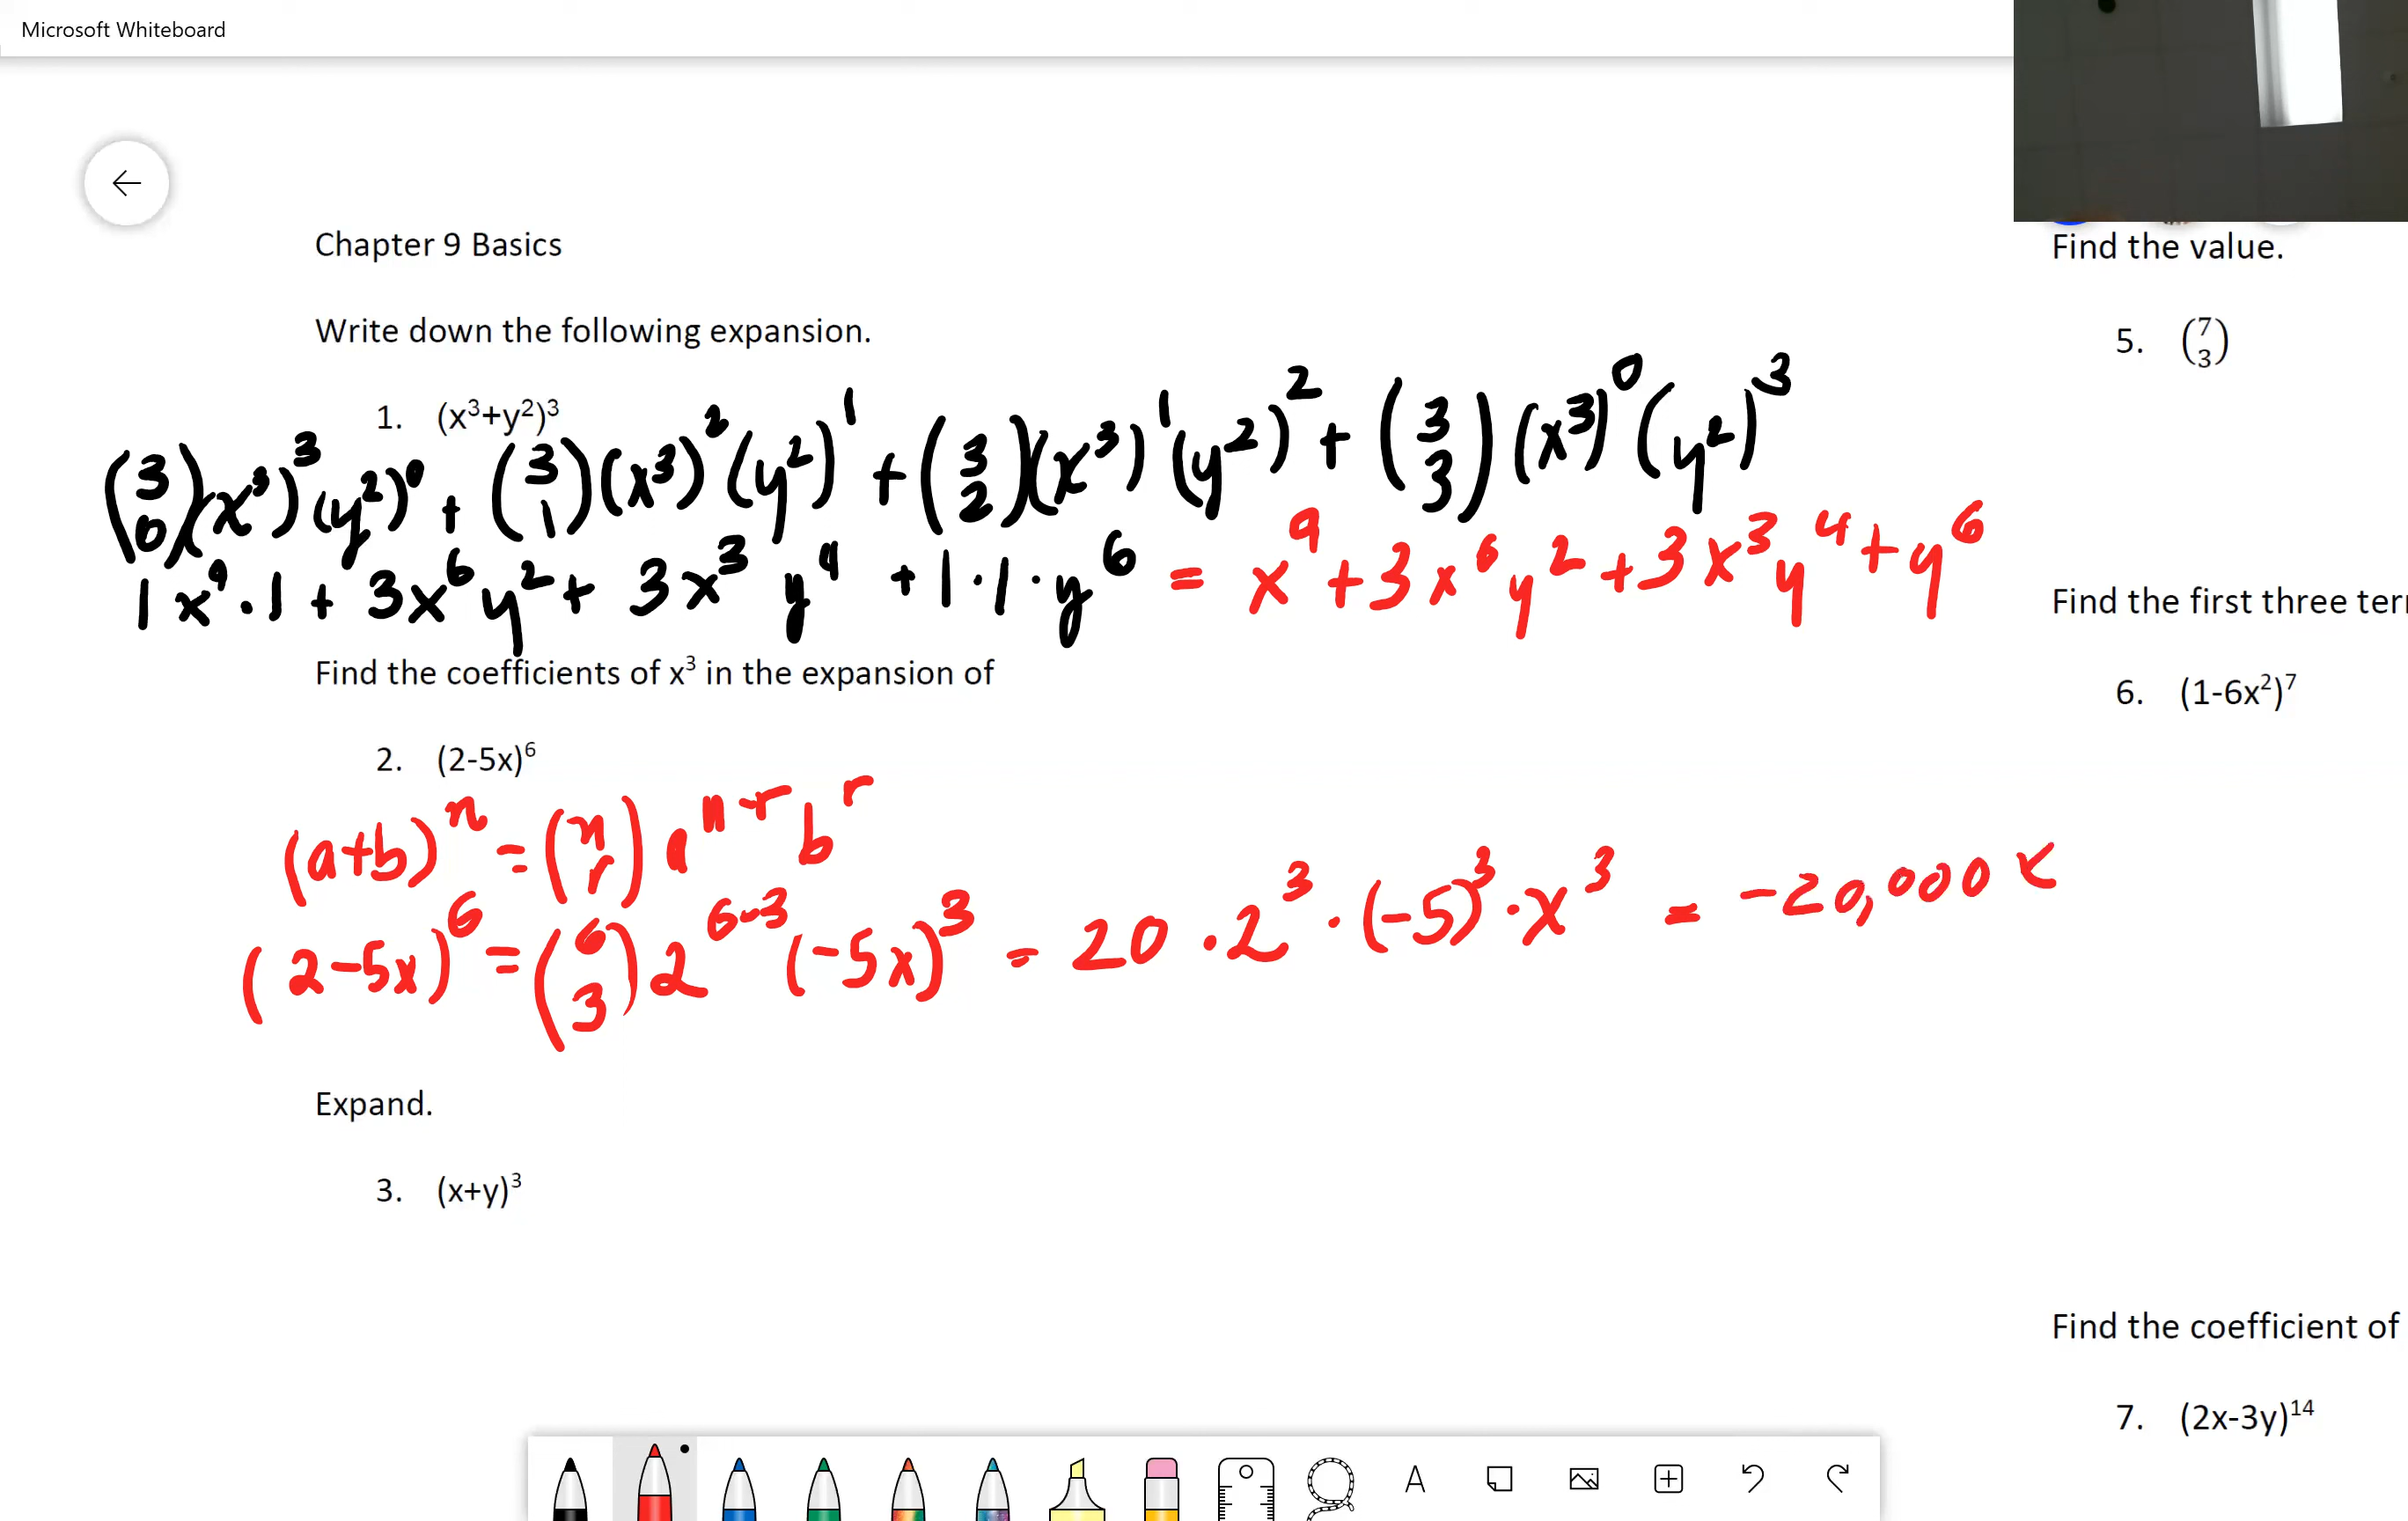 Microsoft Whiteboard
Chapter 9 Basics
Write down the following expansion.
1. (x³+y²)³
(3 0)(x³)³(y²)⁰ + (3 1)(x³)²(y²)¹ + (3 2)(x³)¹(y²)² + (3 3)(x³)⁰(y²)³
1x⁹·1 + 3x⁶y² + 3x³y⁴ + 1·1·y⁶ = x⁹+3x⁶y²+3x³y⁴+y⁶
Find the coefficients of x³ in the expansion of
2. (2-5x)⁶
(a+b)ⁿ = (n r) aⁿ⁻ʳ bʳ
(2-5x)⁶ = (6 3) 2⁶⁻³ (-5x)³ = 20·2³·(-5)³·x³ = -20,000 x
Expand.
3. (x+y)³
Find the value.
5. (7 3)
Find the first three
6. (1-6x²)⁷
Find the coefficient of
7. (2x-3y)¹⁴